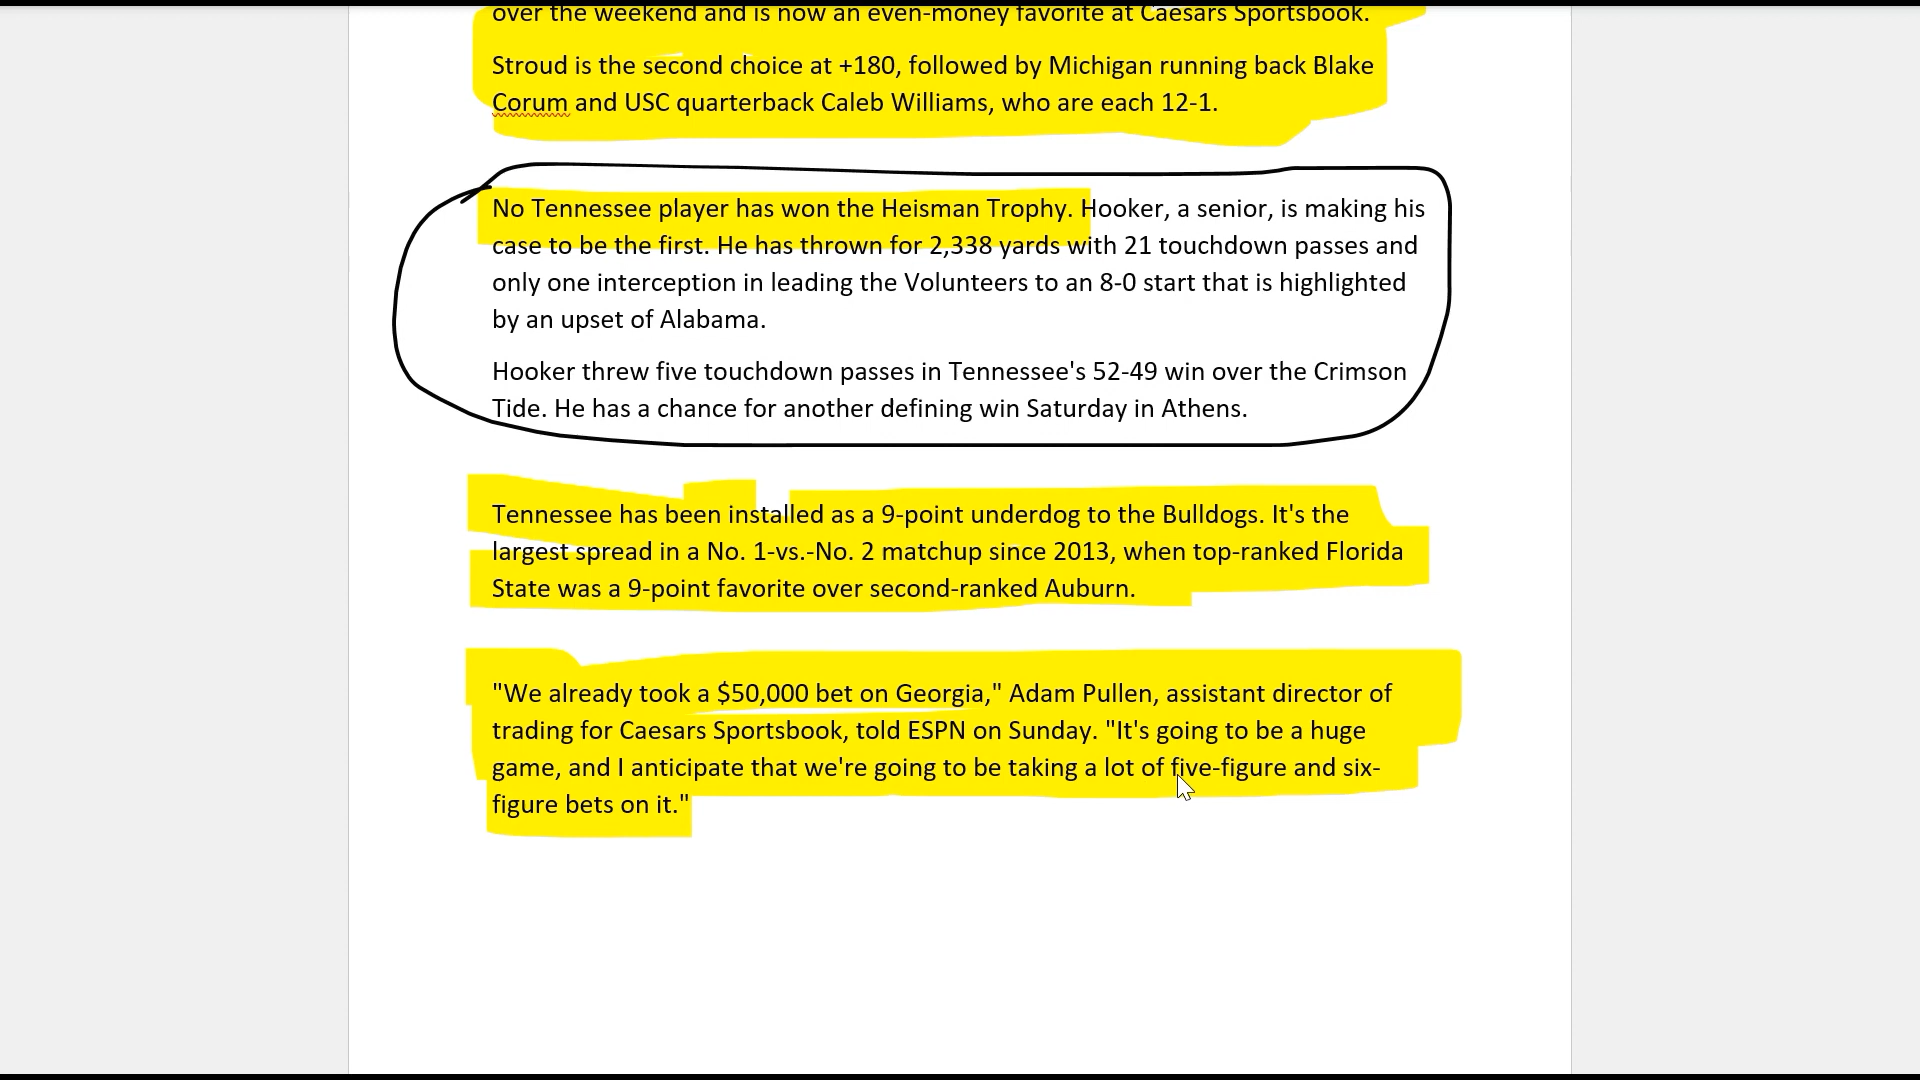 over the weekend and is now an even-money favorite at Caesars Sportsbook.
Stroud is the second choice at +180, followed by Michigan running back Blake
Corum and USC quarterback Caleb Williams, who are each 12-1.
No Tennessee player has won the Heisman Trophy. Hooker, a senior, is making his
case to be the first. He has thrown for 2,338 yards with 21 touchdown passes and
only one interception in leading the Volunteers to an 8-0 start that is highlighted
by an upset of Alabama.
Hooker threw five touchdown passes in Tennessee's 52-49 win over the Crimson
Tide. He has a chance for another defining win Saturday in Athens.
Tennessee has been installed as a 9-point underdog to the Bulldogs. It's the
largest spread in a No. 1-vs.-No. 2 matchup since 2013, when top-ranked Florida
State was a 9-point favorite over second-ranked Auburn.
"We already took a $50,000 bet on Georgia," Adam Pullen, assistant director of
trading for Caesars Sportsbook, told ESPN on Sunday. "It's going to be a huge
game, and I anticipate that we're going to be taking a lot of five-figure and six-
figure bets on it."